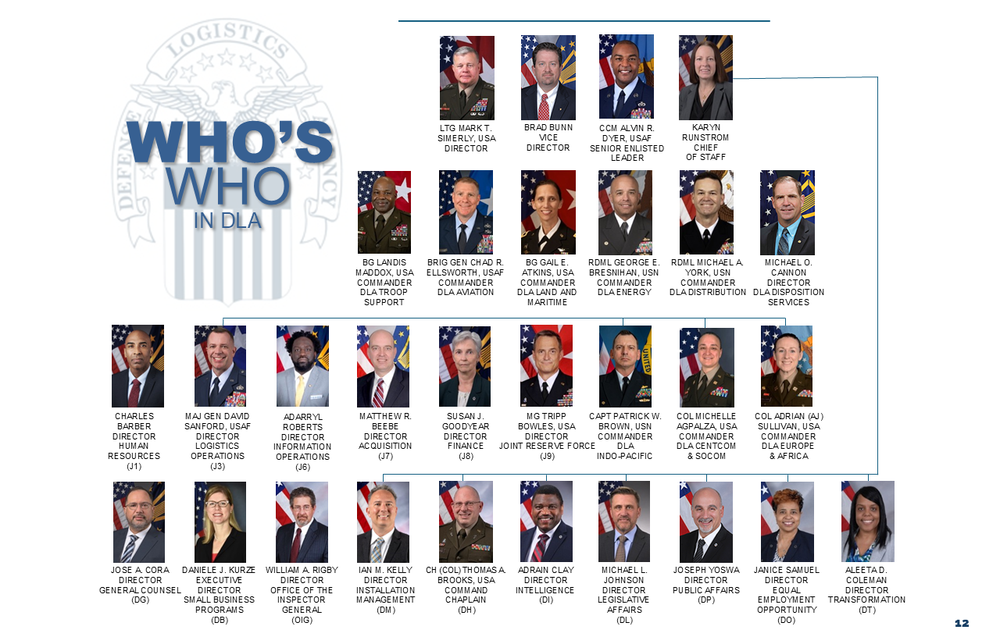 DEFENSE LOGISTICS AGENCY
WHO'S
WHO
IN DLA
LTG MARK T.
SIMERLY, USA
DIRECTOR
BRAD BUNN
VICE
DIRECTOR
CCM ALVIN R.
DYER, USAF
SENIOR ENLISTED
LEADER
KARYN
RUNSTROM
CHIEF
OF STAFF
BG LANDIS
MADDOX, USA
COMMANDER
DLA TROOP
SUPPORT
BRIG GEN CHAD R.
ELLSWORTH, USAF
COMMANDER
DLA AVIATION
BG GAIL E.
ATKINS, USA
COMMANDER
DLA LAND AND
MARITIME
RDML GEORGE E.
BRESNIHAN, USN
COMMANDER
DLA ENERGY
RDML MICHAEL A.
YORK, USN
COMMANDER
DLA DISTRIBUTION
MICHAEL O.
CANNON
DIRECTOR
DLA DISPOSITION
SERVICES
CHARLES
BARBER
DIRECTOR
HUMAN
RESOURCES
(J1)
MAJ GEN DAVID
SANFORD, USAF
DIRECTOR
LOGISTICS
OPERATIONS
(J3)
ADARRYL
ROBERTS
DIRECTOR
INFORMATION
OPERATIONS
(J6)
MATTHEW R.
BEEBE
DIRECTOR
ACQUISITION
(J7)
SUSAN J.
GOODYEAR
DIRECTOR
FINANCE
(J8)
MG TRIPP
BOWLES, USA
DIRECTOR
JOINT RESERVE FORCE
(J9)
UNITED
CAPT PATRICK W.
BROWN, USN
COMMANDER
DLA
INDO-PACIFIC
COL MICHELLE
AGPALZA, USA
COMMANDER
DLA CENTCOM
& SOCOM
COL ADRIAN (AJ)
SULLIVAN, USA
COMMANDER
DLA EUROPE
& AFRICA
JOSE A. CORA
DIRECTOR
GENERAL COUNSEL
(DG)
DANIELE J. KURZE
EXECUTIVE
DIRECTOR
SMALL BUSINESS
PROGRAMS
(DB)
WILLIAM A. RIGBY
DIRECTOR
OFFICE OF THE
INSPECTOR
GENERAL
(OIG)
IAN M. KELLY
DIRECTOR
INSTALLATION
MANAGEMENT
(DM)
CH (COL) THOMAS A.
BROOKS, USA
COMMAND
CHAPLAIN
(DH)
ADRAIN CLAY
DIRECTOR
INTELLIGENCE
(DI)
MICHAEL L.
JOHNSON
DIRECTOR
LEGISLATIVE
AFFAIRS
(DL)
JOSEPH YOSWA
DIRECTOR
PUBLIC AFFAIRS
(DP)
JANICE SAMUEL
DIRECTOR
EQUAL
EMPLOYMENT
OPPORTUNITY
(DO)
ALEETA D.
COLEMAN
DIRECTOR
TRANSFORMATION
(DT)
12